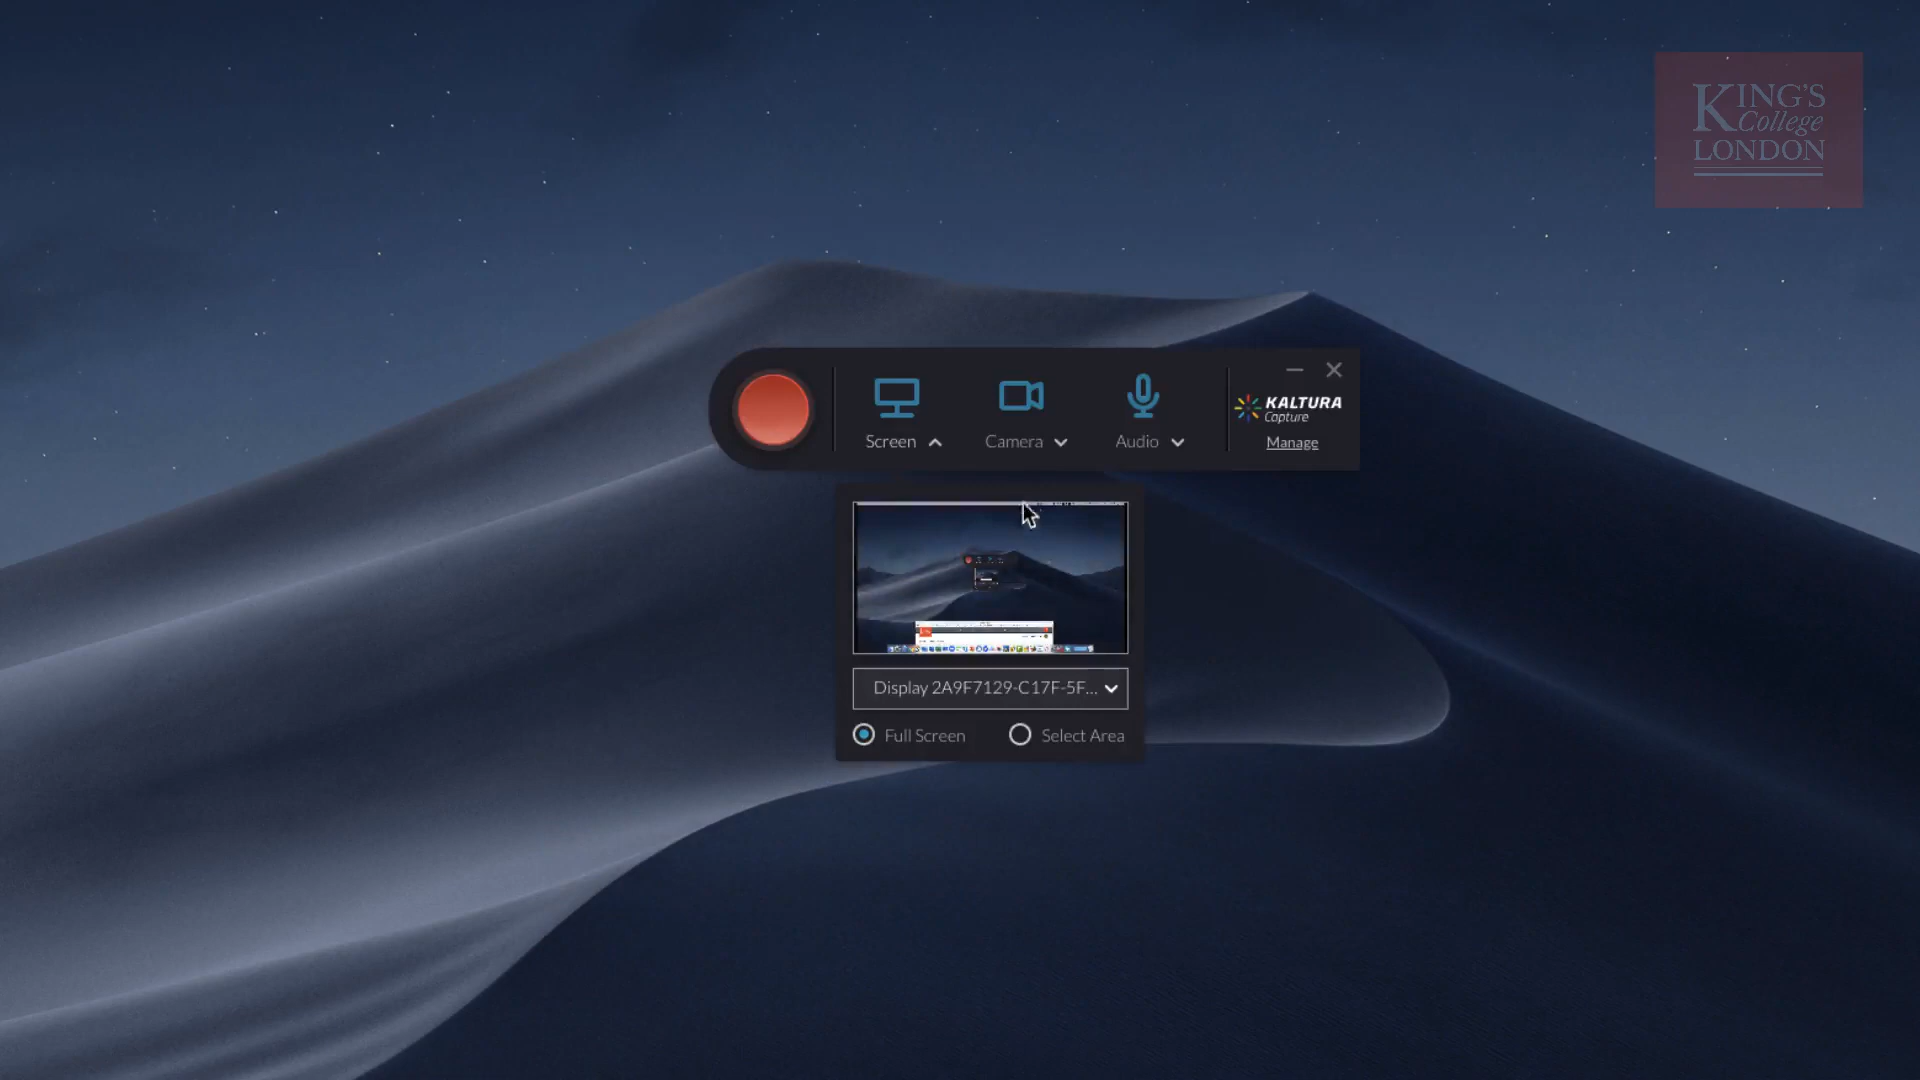 KING'S
College
LONDON
KALTURA
Capture
Screen
Camera
Audio
Manage
Display 2A9F7129-C17F-5F...
Full Screen
Select Area